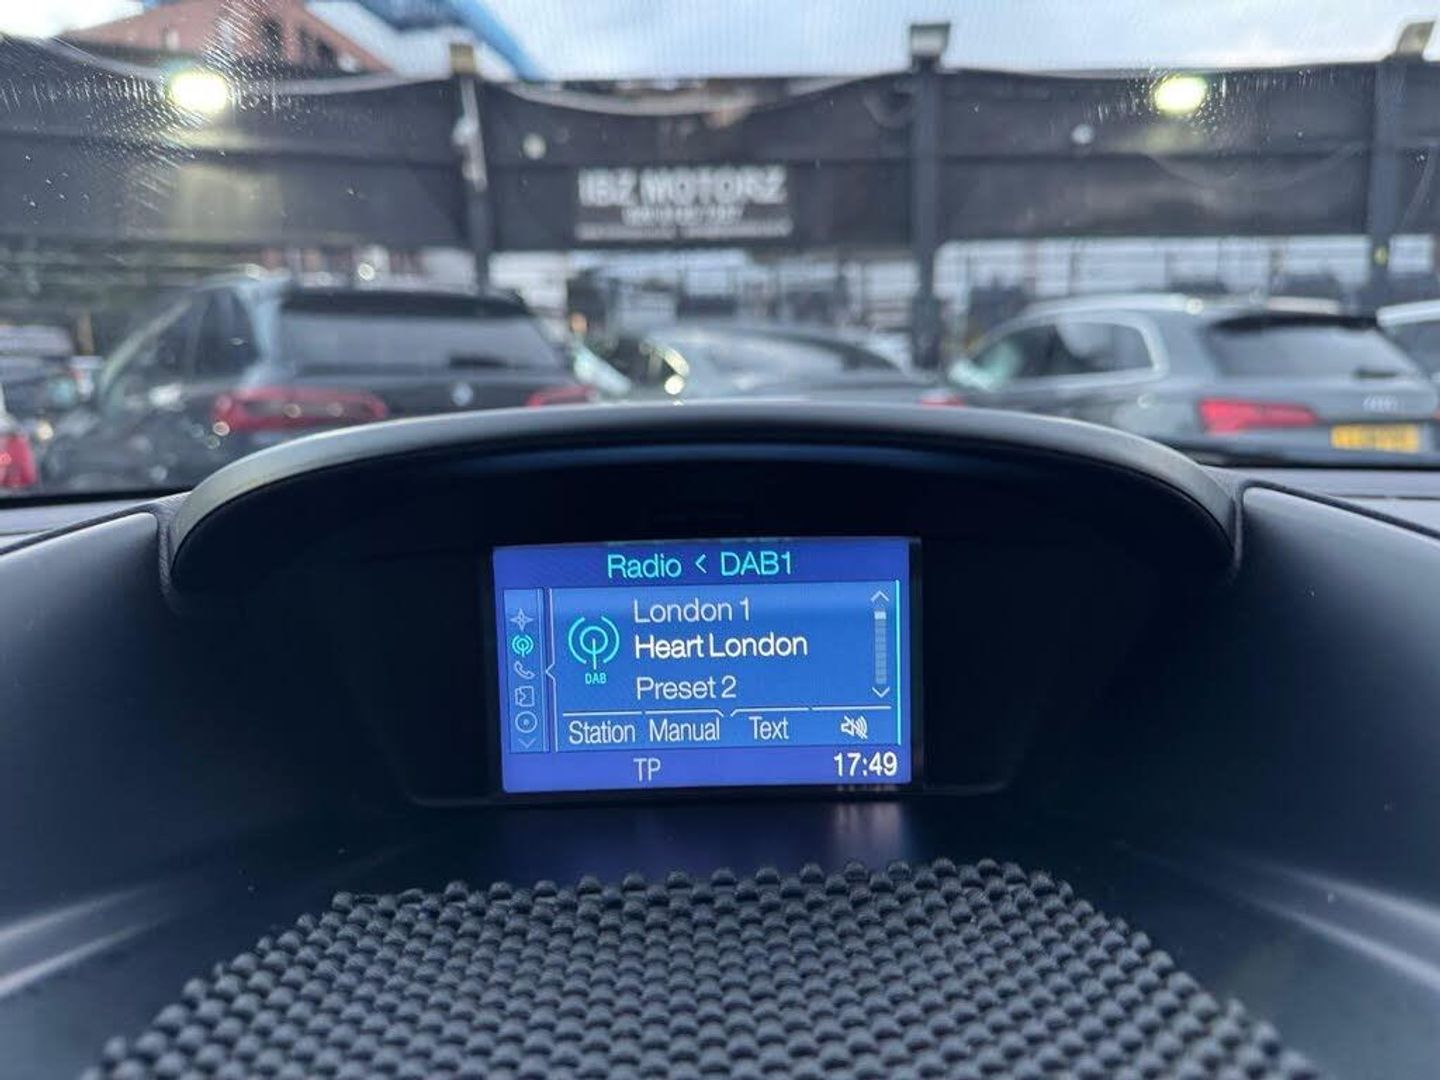 IBZ MOTORZ
Radio < DAB1
London 1
Heart London
DAB
Preset 2
Station Manual Text
TP 17:49